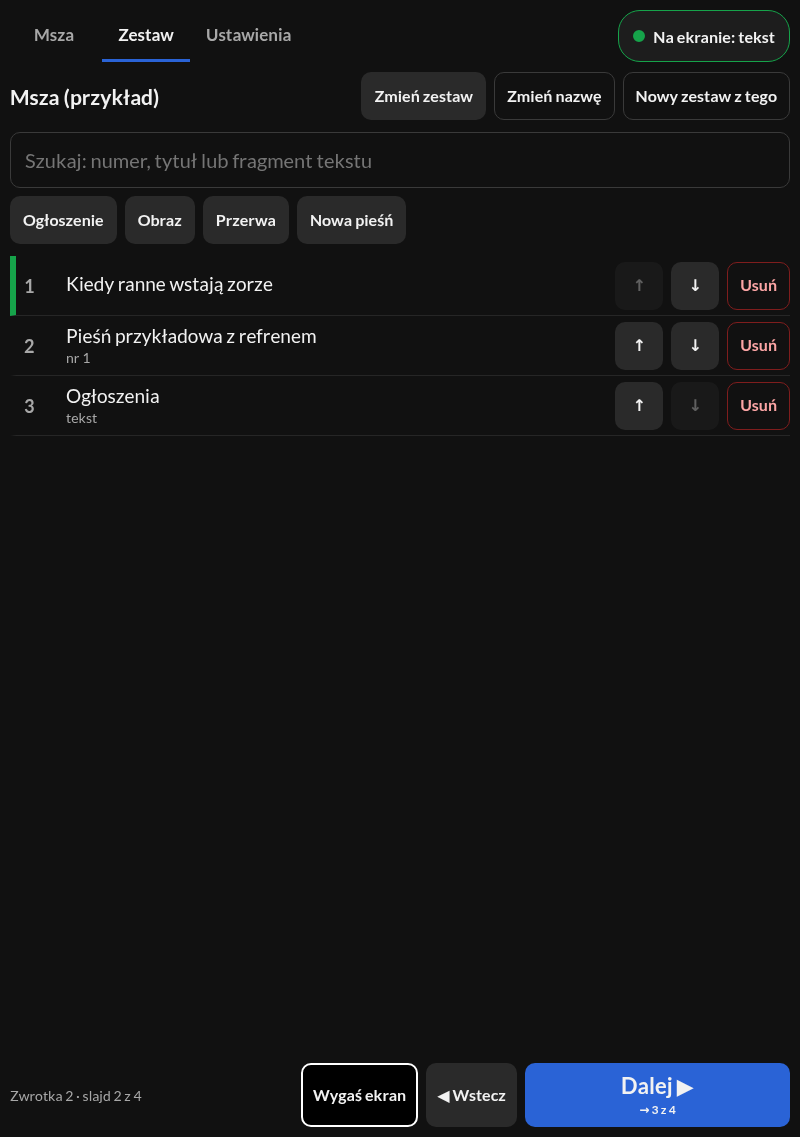 Msza Zestaw Ustawienia Na ekranie: tekst
Msza (przykład) Zmień zestaw Zmień nazwę Nowy zestaw z tego
Szukaj: numer, tytuł lub fragment tekstu
Ogłoszenie Obraz Przerwa Nowa pieśń
1 Kiedy ranne wstają zorze ↑ ↓ Usuń
2 Pieśń przykładowa z refrenem ↑ ↓ Usuń
nr 1
3 Ogłoszenia ↑ ↓ Usuń
tekst
Zwrotka 2 · slajd 2 z 4 Wygaś ekran ◀ Wstecz Dalej ▶
→ 3 z 4